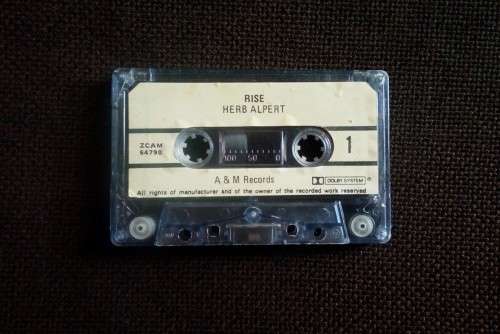 RISE
HERB ALPERT
ZCAM
64790
1
100 50 0
A & M Records
DOLBY SYSTEM ®
All rights of manufacturer and of the owner of the recorded work reserved